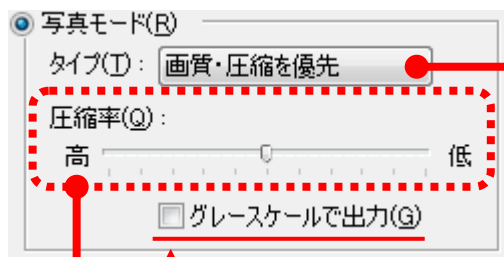 写真モード(R)
タイプ(T): 画質・圧縮を優先
圧縮率(Q):
高 低
グレースケールで出力(G)